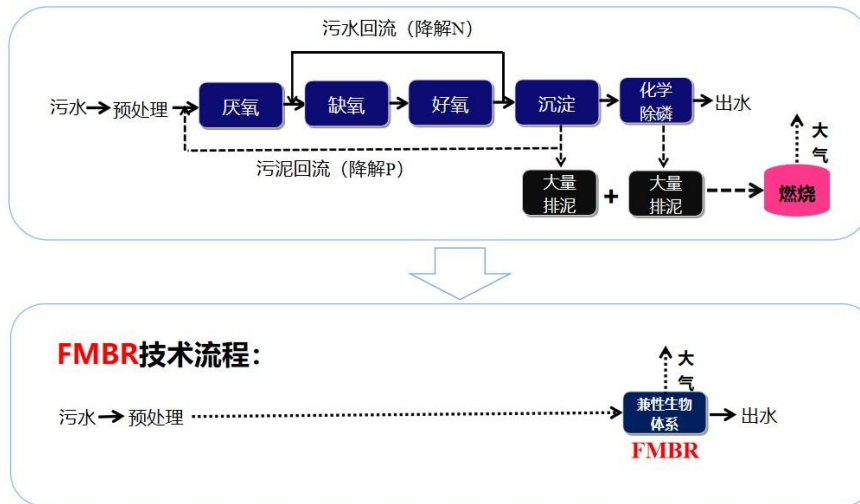 污水回流（降解N）
污水
预处理
厌氧
缺氧
好氧
沉淀
化学
除磷
出水
大
气
污泥回流（降解P）
大量
排泥
+
大量
排泥
燃烧
FMBR技术流程：
大
气
污水
预处理
兼性生物
体系
出水
FMBR